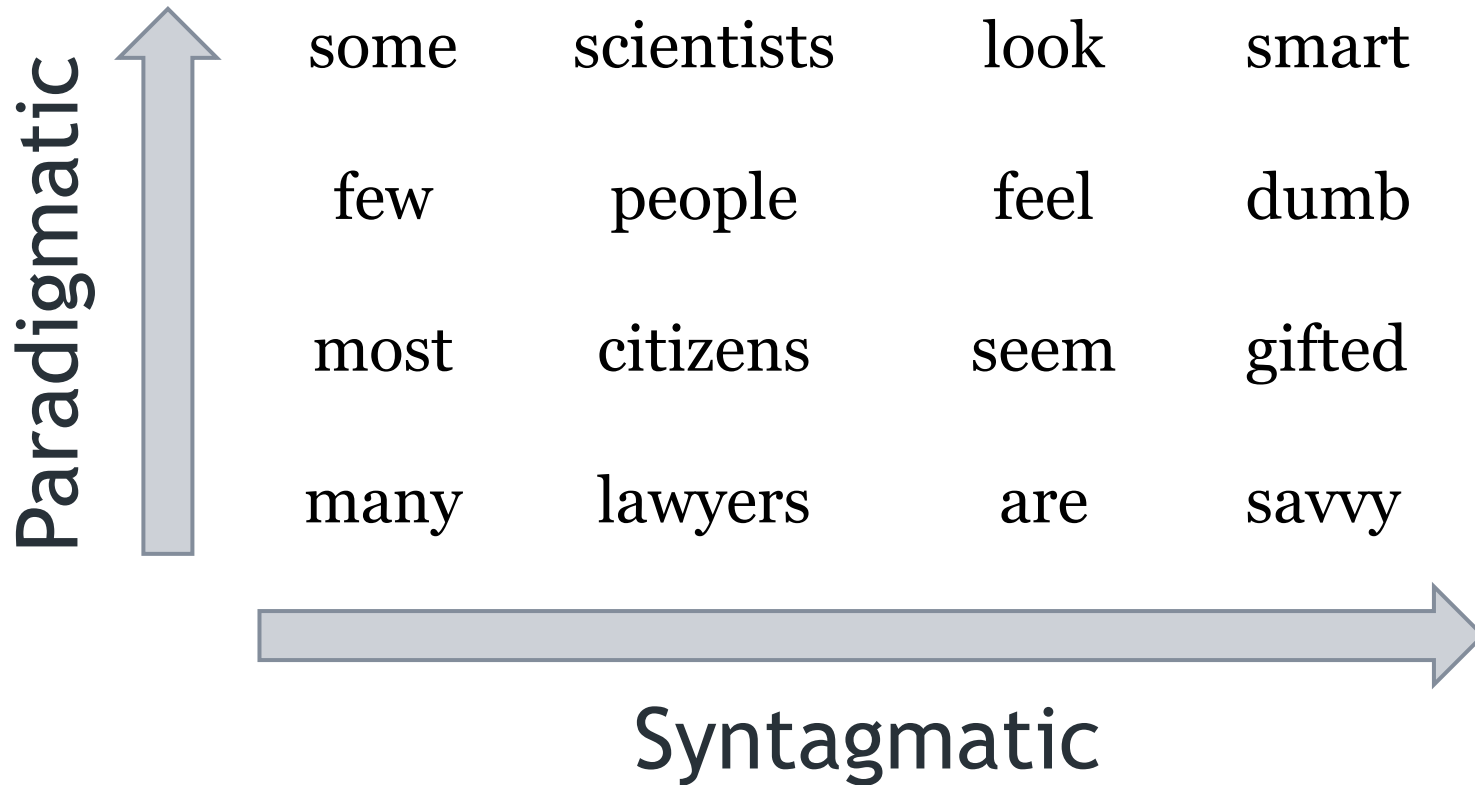 Paradigmatic
some scientists look smart
few people feel dumb
most citizens seem gifted
many lawyers are savvy
Syntagmatic